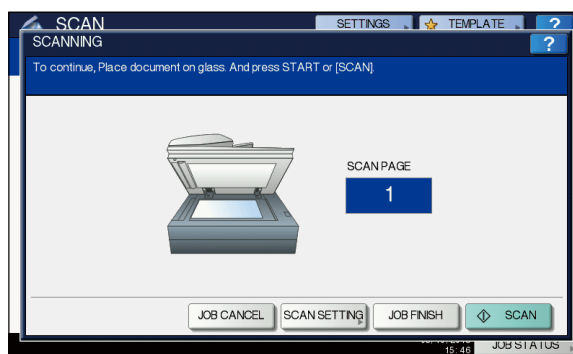 SCAN
SETTINGS
TEMPLATE
?
SCANNING
?
To continue, Place document on glass. And press START or [SCAN].
SCAN PAGE
1
JOB CANCEL
SCAN SETTING
JOB FINISH
SCAN
15:46
JOB STATUS